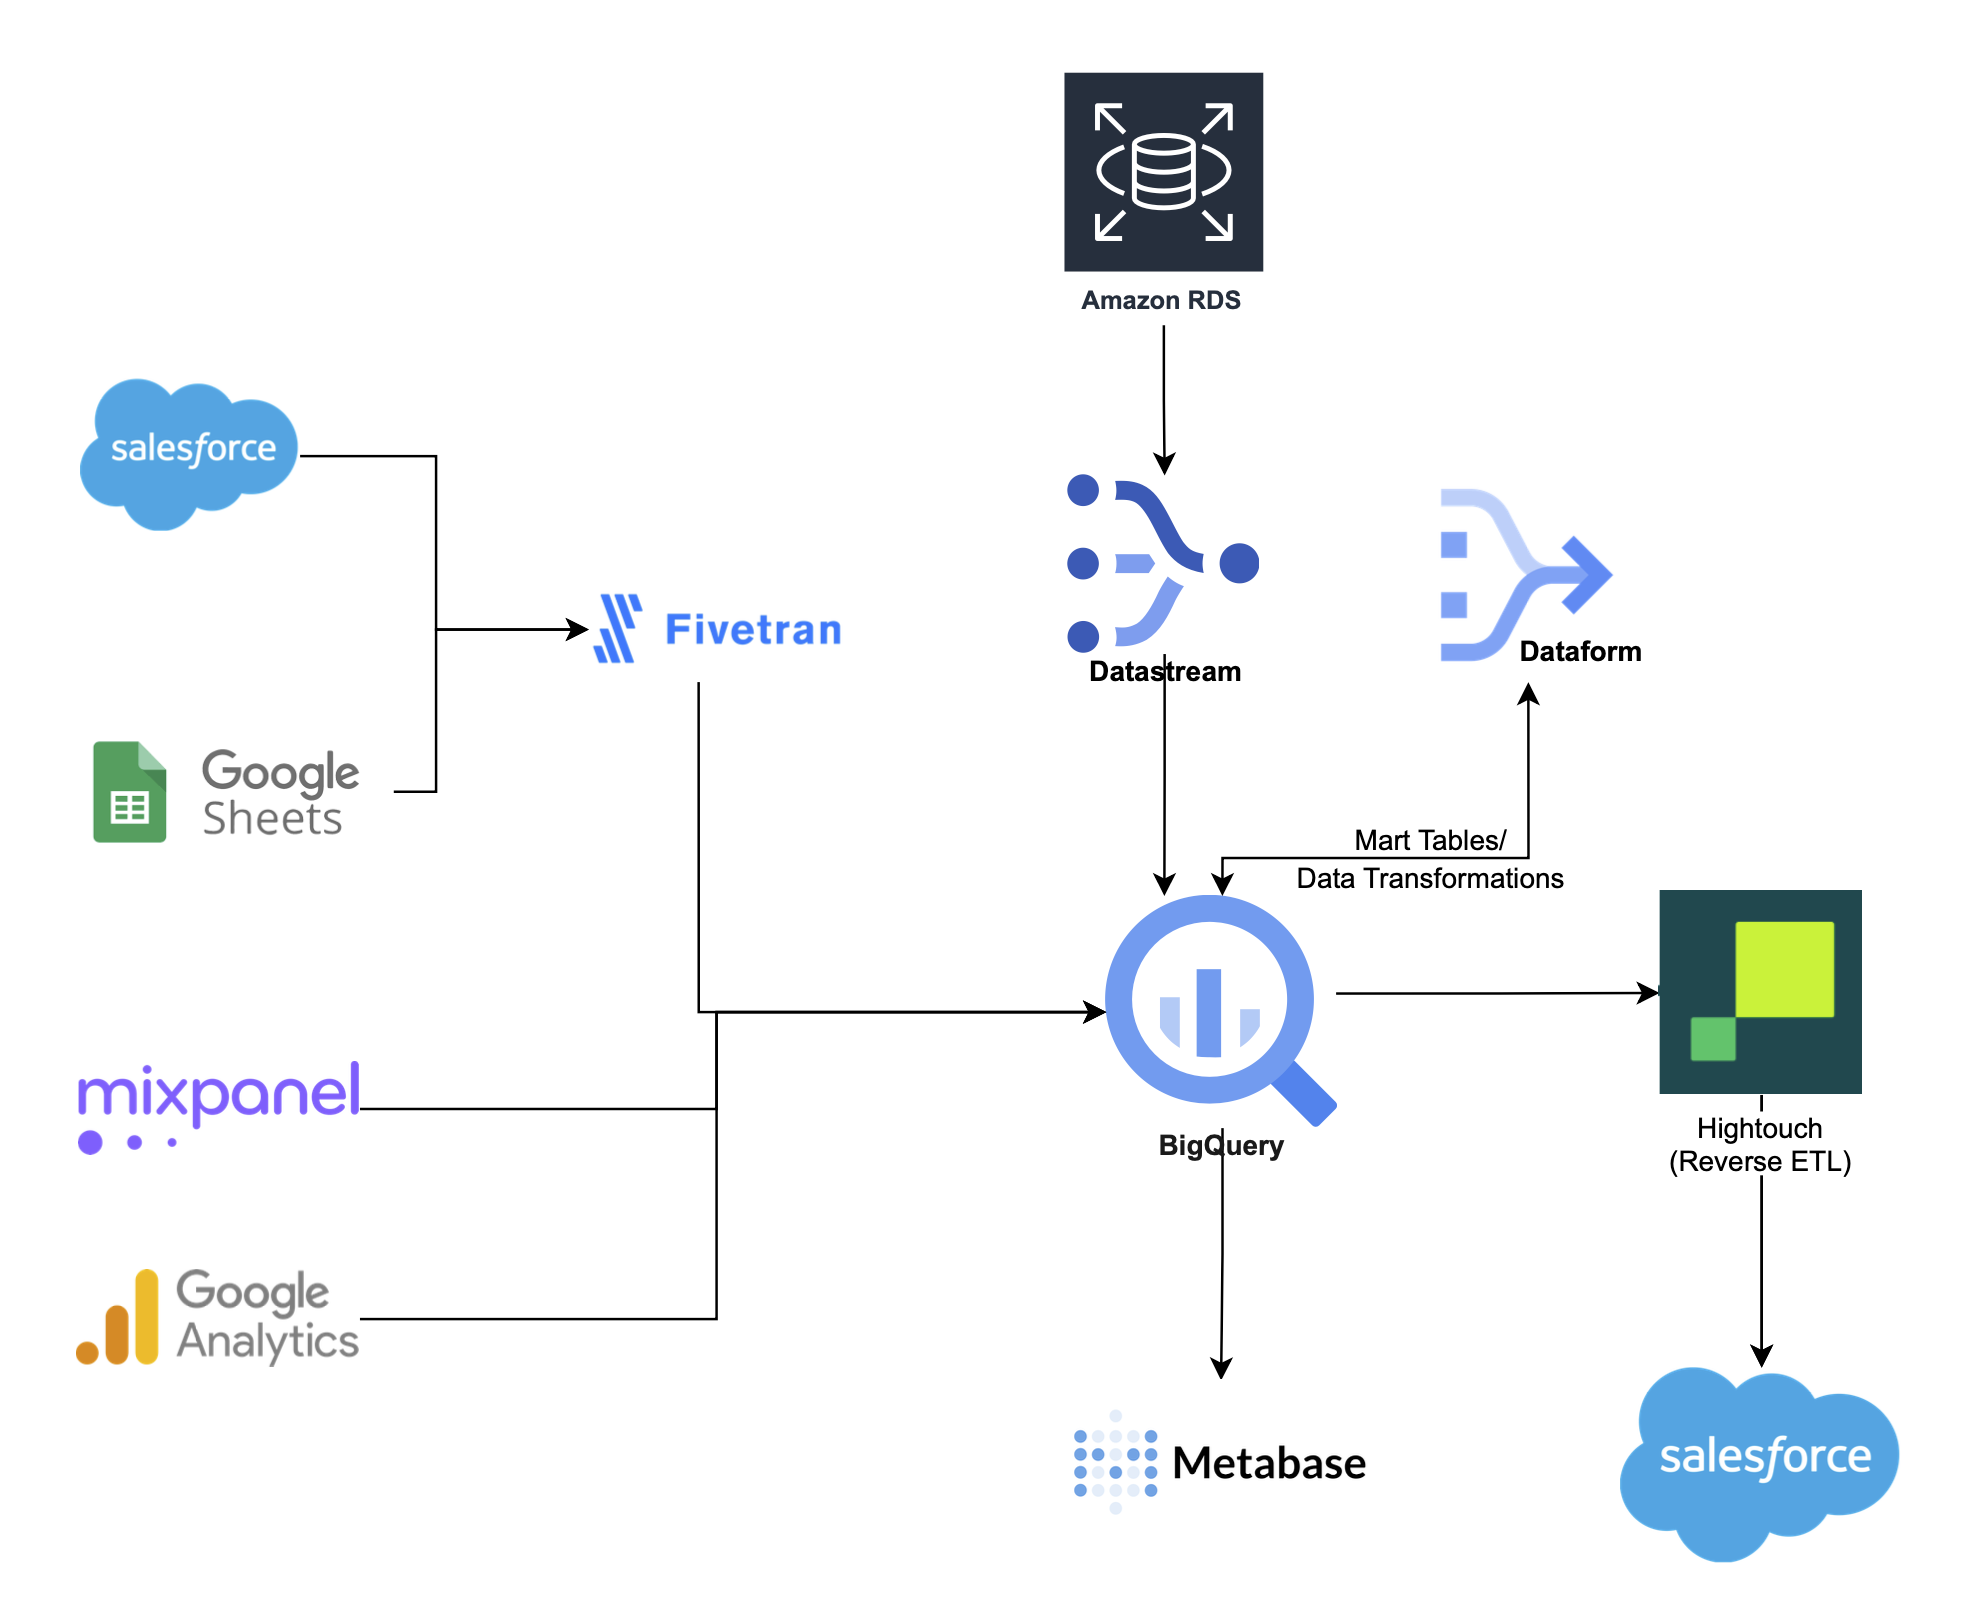 Amazon RDS
salesforce
Fivetran
Datastream
Dataform
Google
Sheets
Mart Tables/
Data Transformations
mixpanel
BigQuery
Hightouch
(Reverse ETL)
Google
Analytics
Metabase
salesforce